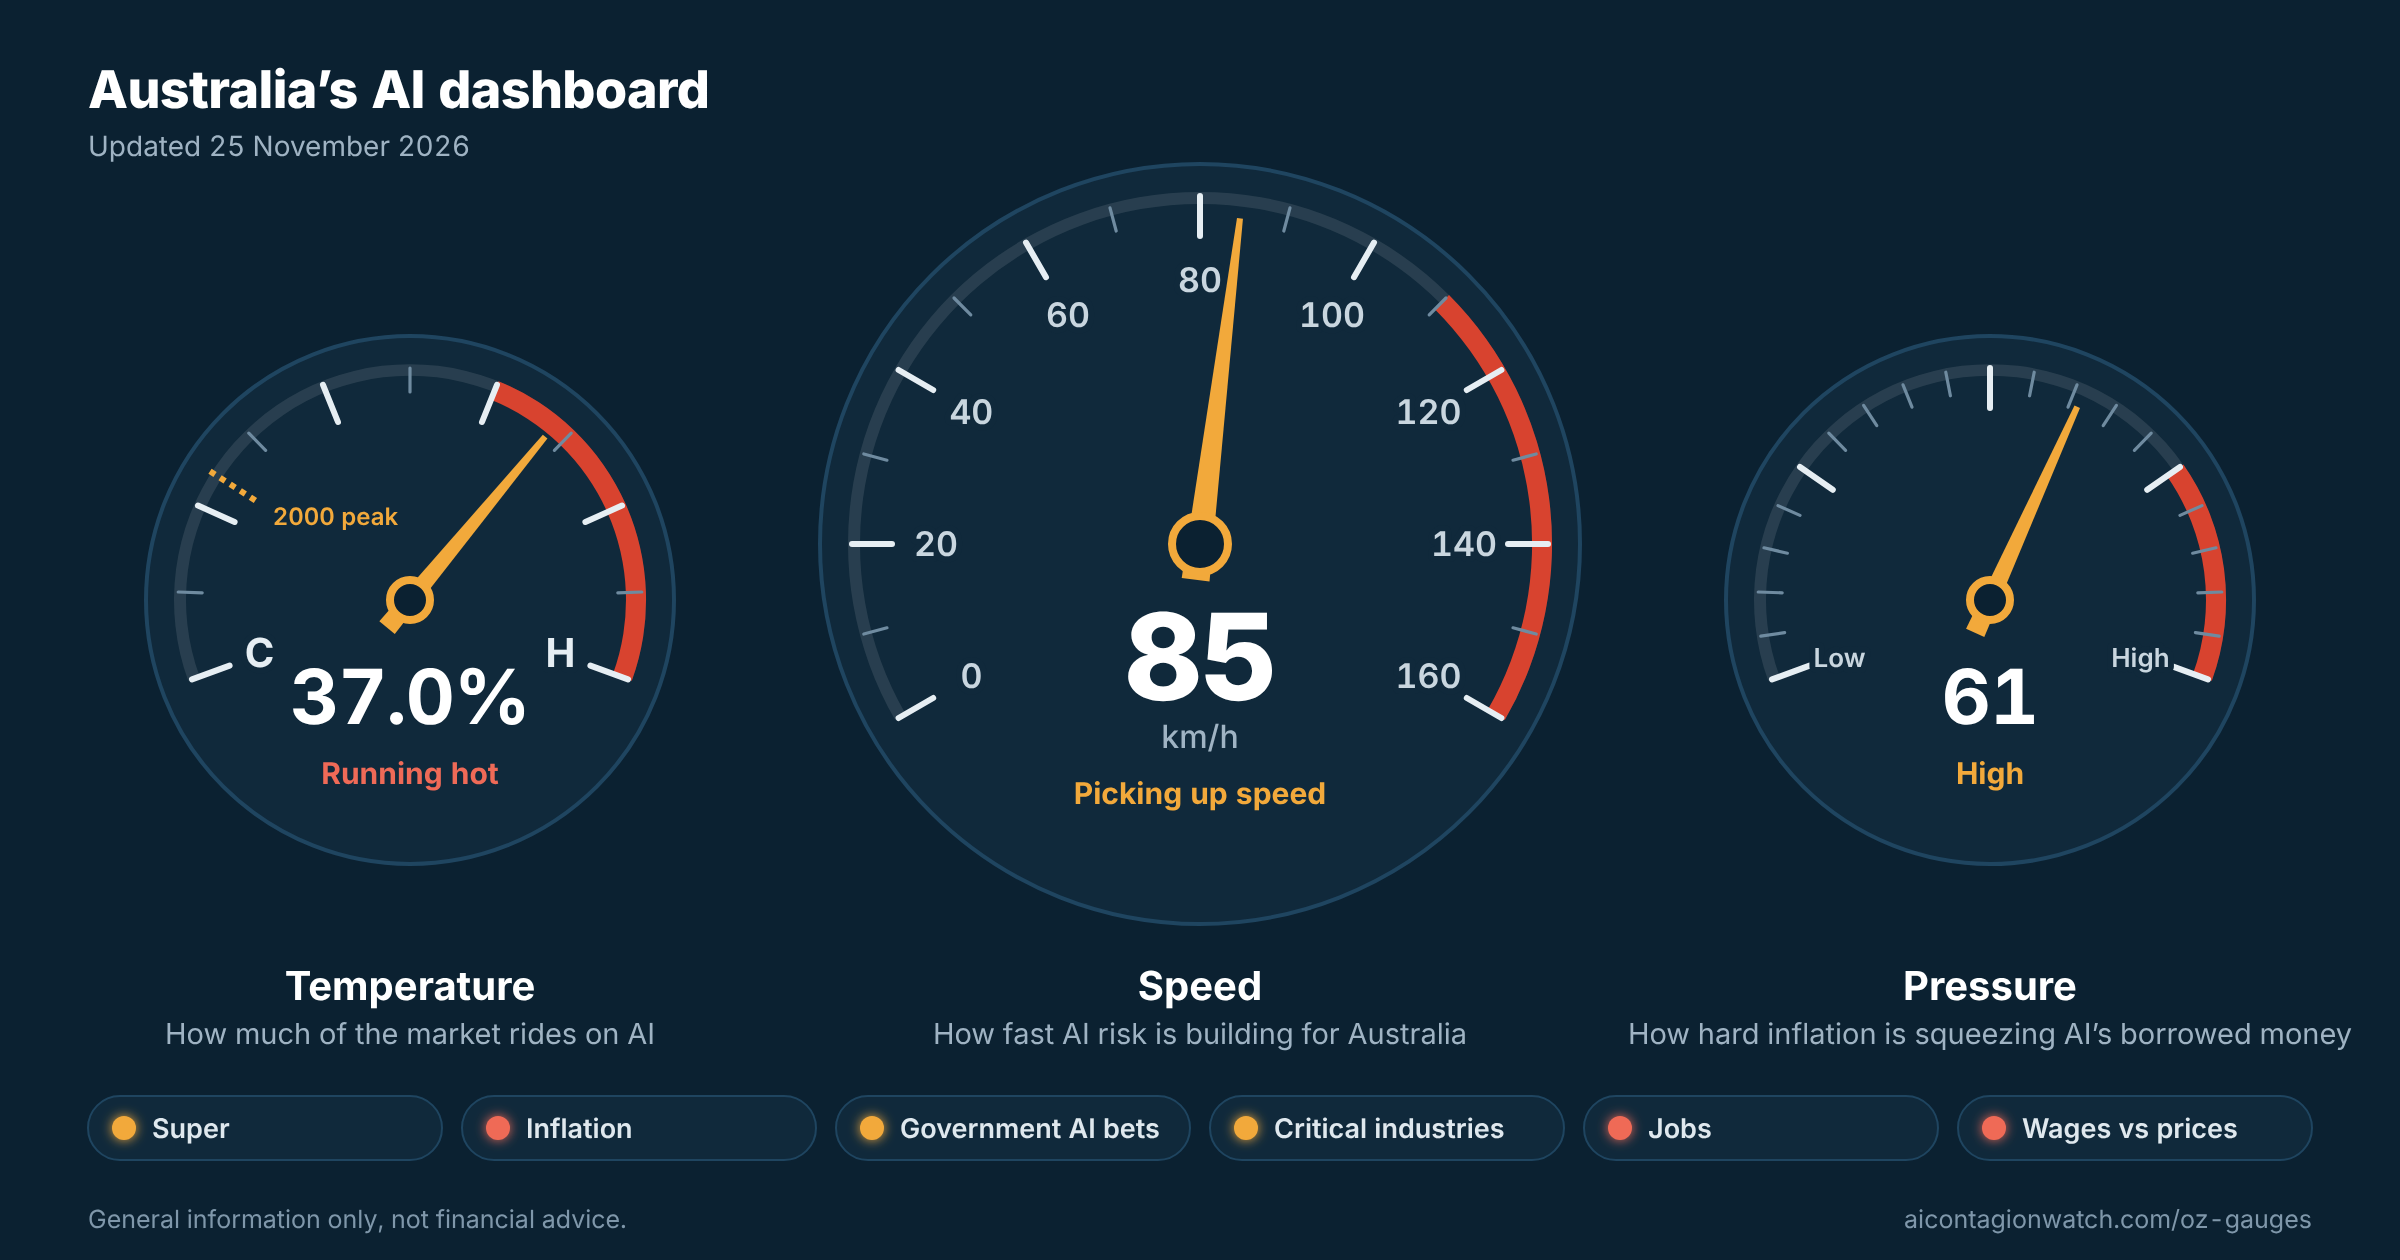 Australia’s AI dashboard
Updated 25 November 2026
2000 peak
C
H
37.0%
Running hot
0
20
40
60
80
100
120
140
160
85
km/h
Picking up speed
Low
High
61
High
Temperature
How much of the market rides on AI
Speed
How fast AI risk is building for Australia
Pressure
How hard inflation is squeezing AI’s borrowed money
Super
Inflation
Government AI bets
Critical industries
Jobs
Wages vs prices
General information only, not financial advice.
aicontagionwatch.com/oz-gauges